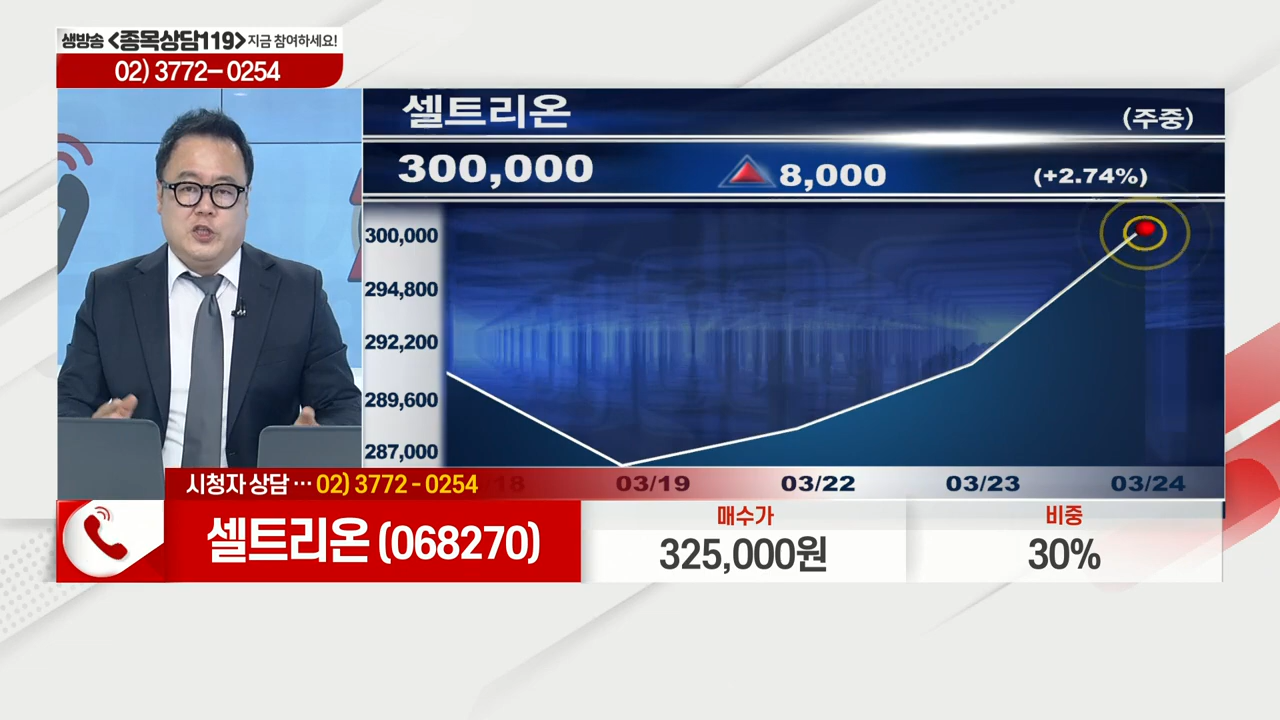 생방송 <종목상담119> 지금 참여하세요!
02) 3772-0254
셀트리온 (주중)
300,000 8,000 (+2.74%)
300,000
294,800
292,200
289,600
287,000
18 03/19 03/22 03/23 03/24
시청자 상담 … 02) 3772 - 0254
셀트리온 (068270)
매수가 비중
325,000원 30%